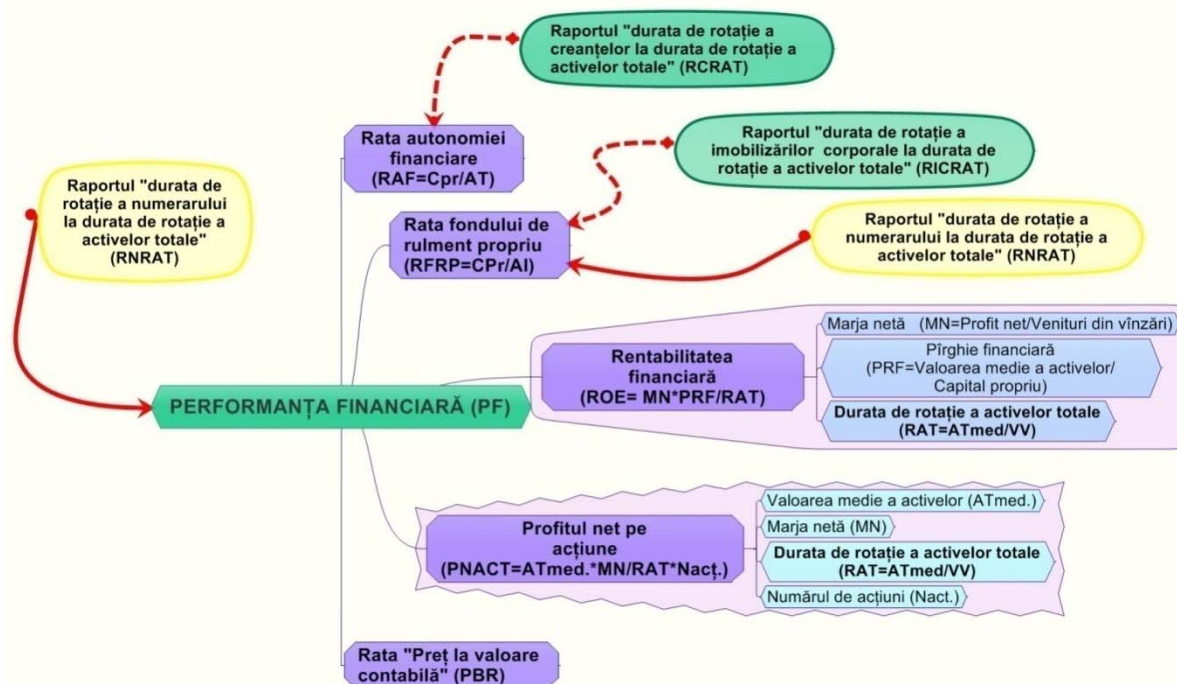 Raportul "durata de rotație a
creanțelor la durata de rotație a
activelor totale" (RCRAT)
Rata autonomiei
financiare
(RAF=Cpr/AT)
Raportul "durata de rotație a
imobilizărilor corporale la durata de
rotație a activelor totale" (RICRAT)
Raportul "durata de
rotație a numerarului
la durata de rotație a
activelor totale"
(RNRAT)
Rata fondului de
rulment propriu
(RFRP=CPr/AI)
Raportul "durata de rotație a
numerarului la durata de rotație a
activelor totale" (RNRAT)
PERFORMANȚA FINANCIARĂ (PF)
Rentabilitatea
financiară
(ROE= MN*PRF/RAT)
Marja netă (MN=Profit net/Venituri din vînzări)
Pîrghie financiară
(PRF=Valoarea medie a activelor/
Capital propriu)
Durata de rotație a activelor totale
(RAT=ATmed/VV)
Profitul net pe
acțiune
(PNACT=ATmed.*MN/RAT*Nacț.)
Valoarea medie a activelor (ATmed.)
Marja netă (MN)
Durata de rotație a activelor totale
(RAT=ATmed/VV)
Numărul de acțiuni (Nact.)
Rata "Preț la valoare
contabilă" (PBR)